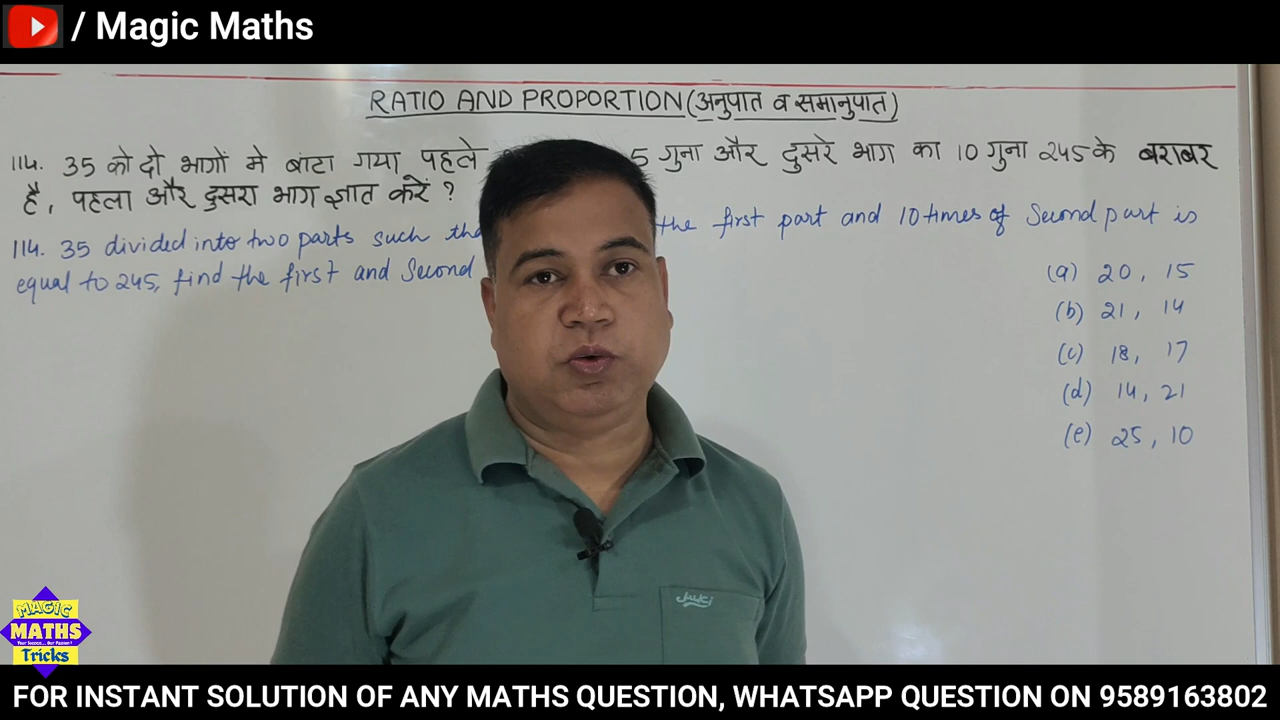 / Magic Maths
RATIO AND PROPORTION (अनुपात व समानुपात)
114. 35 को दो भागों मे बांटा गया पहले 5 गुना और दुसरे भाग का 10 गुना 245 के बराबर
है, पहला और दुसरा भाग ज्ञात करें ?
114. 35 divided into two parts such the first part and 10 times of Second part is
equal to 245, find the first and Second
(a) 20, 15
(b) 21, 14
(c) 18, 17
(d) 14, 21
(e) 25, 10
MAGIC
MATHS
Tricks
FOR INSTANT SOLUTION OF ANY MATHS QUESTION, WHATSAPP QUESTION ON 9589163802